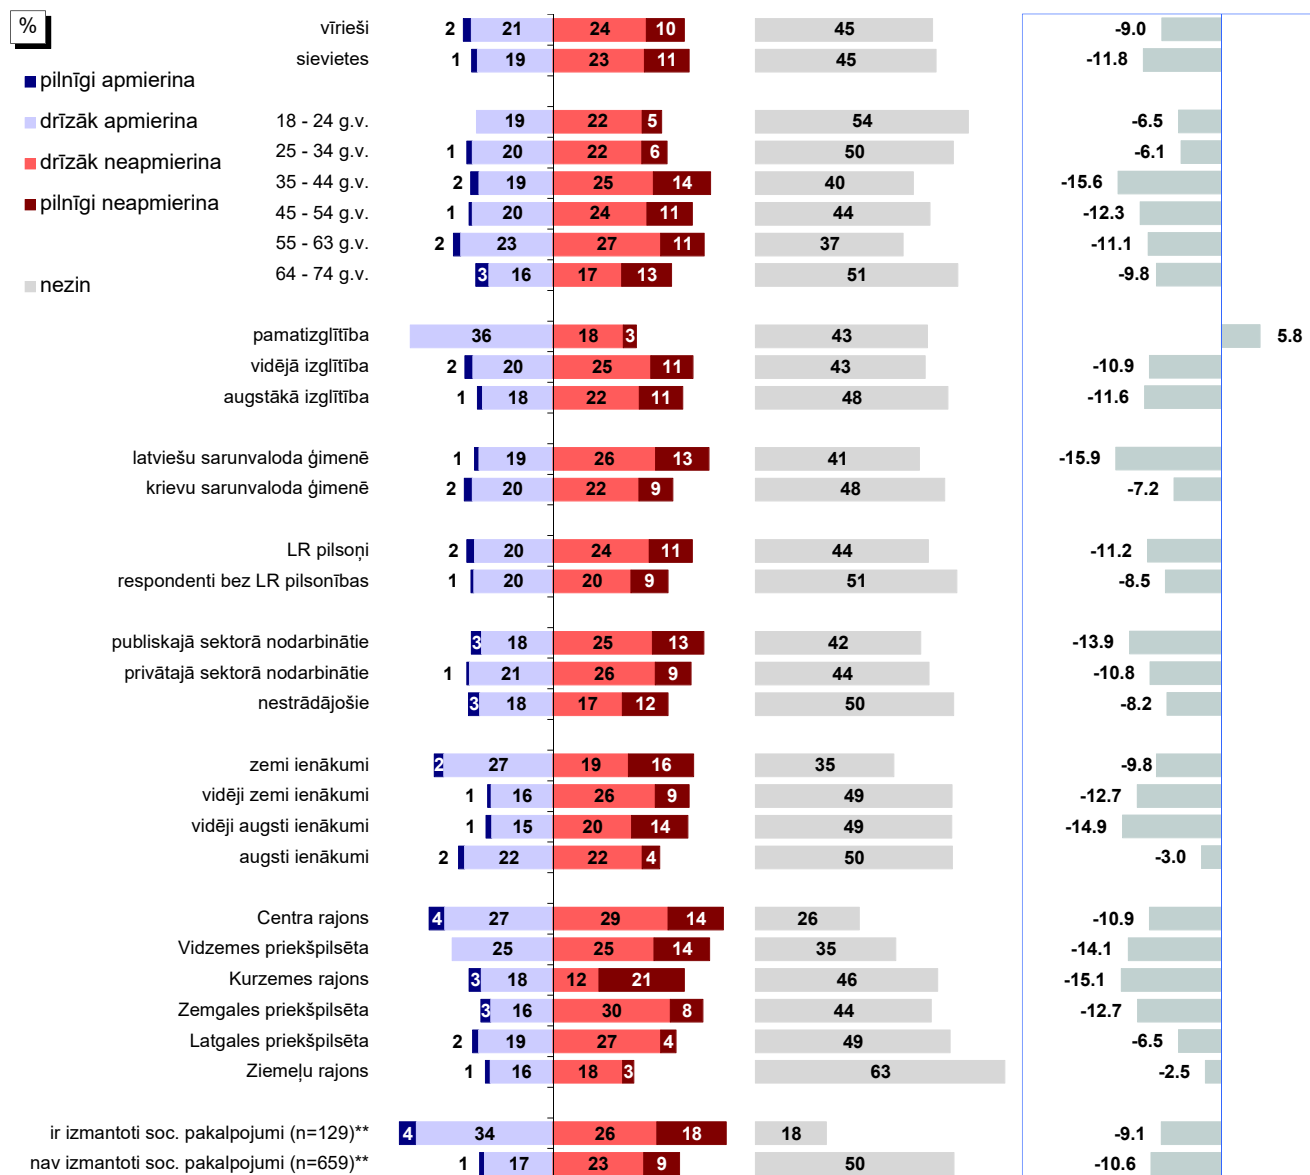 %
pilnīgi apmierina
drīzāk apmierina
drīzāk neapmierina
pilnīgi neapmierina
nezin
vīrieši 2 21 24 10 45 -9.0
sievietes 1 19 23 11 45 -11.8
18 - 24 g.v. 19 22 5 54 -6.5
25 - 34 g.v. 1 20 22 6 50 -6.1
35 - 44 g.v. 2 19 25 14 40 -15.6
45 - 54 g.v. 1 20 24 11 44 -12.3
55 - 63 g.v. 2 23 27 11 37 -11.1
64 - 74 g.v. 3 16 17 13 51 -9.8
pamatizglītība 36 18 3 43 5.8
vidējā izglītība 2 20 25 11 43 -10.9
augstākā izglītība 1 18 22 11 48 -11.6
latviešu sarunvaloda ģimenē 1 19 26 13 41 -15.9
krievu sarunvaloda ģimenē 2 20 22 9 48 -7.2
LR pilsoņi 2 20 24 11 44 -11.2
respondenti bez LR pilsonības 1 20 20 9 51 -8.5
publiskajā sektorā nodarbinātie 3 18 25 13 42 -13.9
privātajā sektorā nodarbinātie 1 21 26 9 44 -10.8
nestrādājošie 3 18 17 12 50 -8.2
zemi ienākumi 2 27 19 16 35 -9.8
vidēji zemi ienākumi 1 16 26 9 49 -12.7
vidēji augsti ienākumi 1 15 20 14 49 -14.9
augsti ienākumi 2 22 22 4 50 -3.0
Centra rajons 4 27 29 14 26 -10.9
Vidzemes priekšpilsēta 25 25 14 35 -14.1
Kurzemes rajons 3 18 12 21 46 -15.1
Zemgales priekšpilsēta 3 16 30 8 44 -12.7
Latgales priekšpilsēta 2 19 27 4 49 -6.5
Ziemeļu rajons 1 16 18 3 63 -2.5
ir izmantoti soc. pakalpojumi (n=129)** 4 34 26 18 18 -9.1
nav izmantoti soc. pakalpojumi (n=659)** 1 17 23 9 50 -10.6